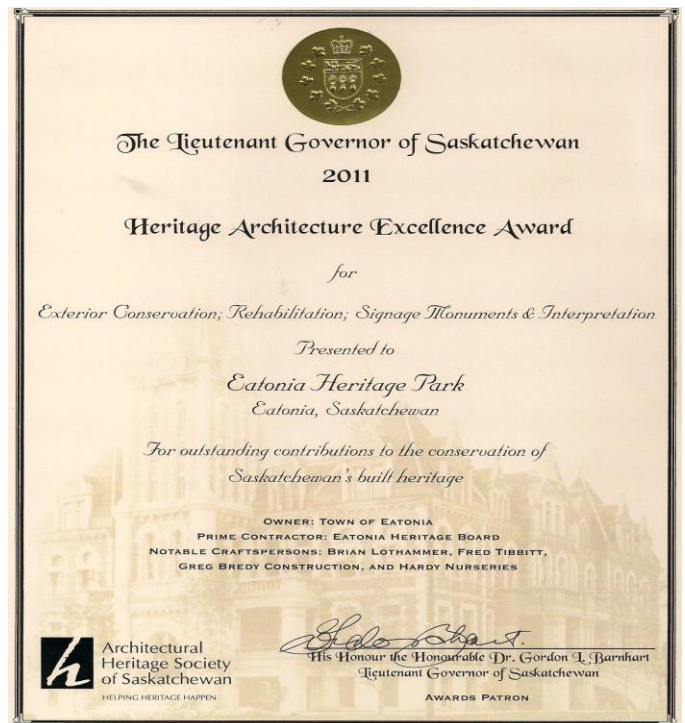 The Lieutenant Governor of Saskatchewan
2011
Heritage Architecture Excellence Award
for
Exterior Conservation; Rehabilitation; Signage Monuments & Interpretation
Presented to
Eatonia Heritage Park
Eatonia, Saskatchewan
For outstanding contributions to the conservation of
Saskatchewan's built heritage
OWNER: TOWN OF EATONIA
PRIME CONTRACTOR: EATONIA HERITAGE BOARD
NOTABLE CRAFTSPERSONS: BRIAN LOTHAMMER, FRED TIBBITT,
GREG BREDY CONSTRUCTION, AND HARDY NURSERIES
h
Architectural
Heritage Society
of Saskatchewan
HELPING HERITAGE HAPPEN
His Honour the Honourable Dr. Gordon L. Barnhart
Lieutenant Governor of Saskatchewan
AWARDS PATRON